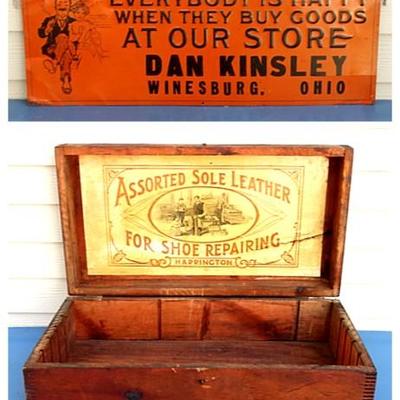 EVERYBODY IS HAPPY
WHEN THEY BUY GOODS
AT OUR STORE
DAN KINSLEY
WINESBURG, OHIO
ASSORTED SOLE LEATHER
FOR SHOE REPAIRING
HARRINGTON